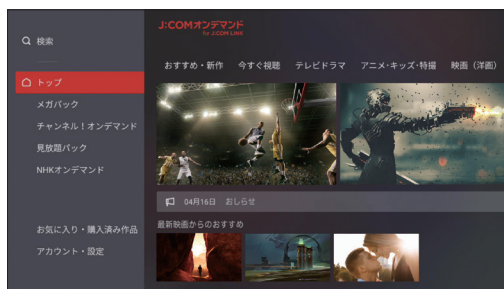 検索
トップ
メガパック
チャンネル！オンデマンド
見放題パック
NHKオンデマンド
お気に入り・購入済み作品
アカウント・設定
J:COMオンデマンド
for J:COM LINK
おすすめ・新作 今すぐ視聴 テレビドラマ アニメ・キッズ・特撮 映画（洋画）
04月16日 おしらせ
最新映画からのおすすめ